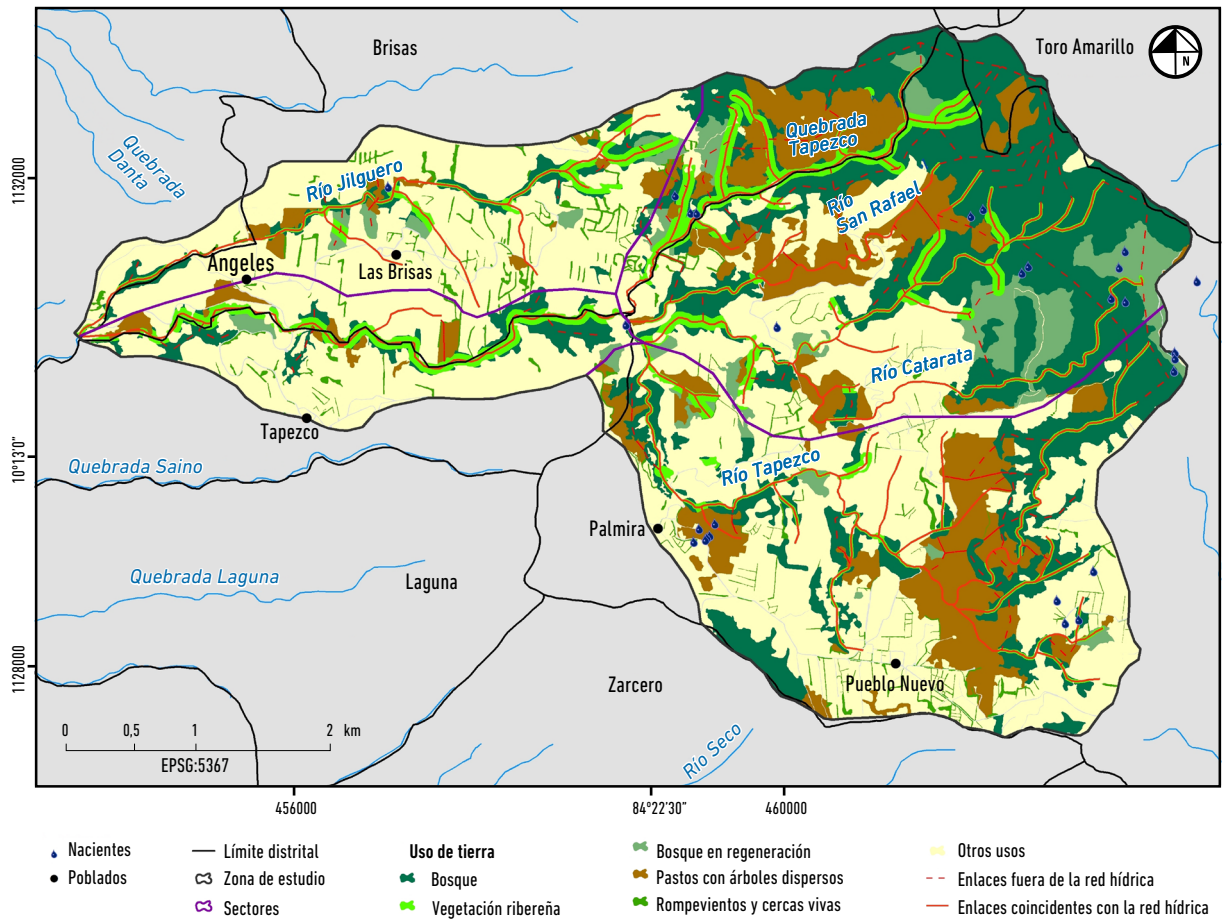 Brisas
Toro Amarillo
N
Quebrada
Danta
Quebrada
Tapezco
Río Jilguero
Río
San Rafael
Angeles
Las Brisas
Río Catarata
Tapezco
Quebrada Saino
Río Tapezco
Palmira
Quebrada Laguna
Laguna
Zarcero
Pueblo Nuevo
Río Seco
1132000
10°13'0"
1128000
0 0,5 1 2 km
EPSG:5367
456000
84°22'30"
460000
Nacientes
Poblados
Límite distrital
Zona de estudio
Sectores
Uso de tierra
Bosque
Vegetación ribereña
Bosque en regeneración
Pastos con árboles dispersos
Rompevientos y cercas vivas
Otros usos
Enlaces fuera de la red hídrica
Enlaces coincidentes con la red hídrica